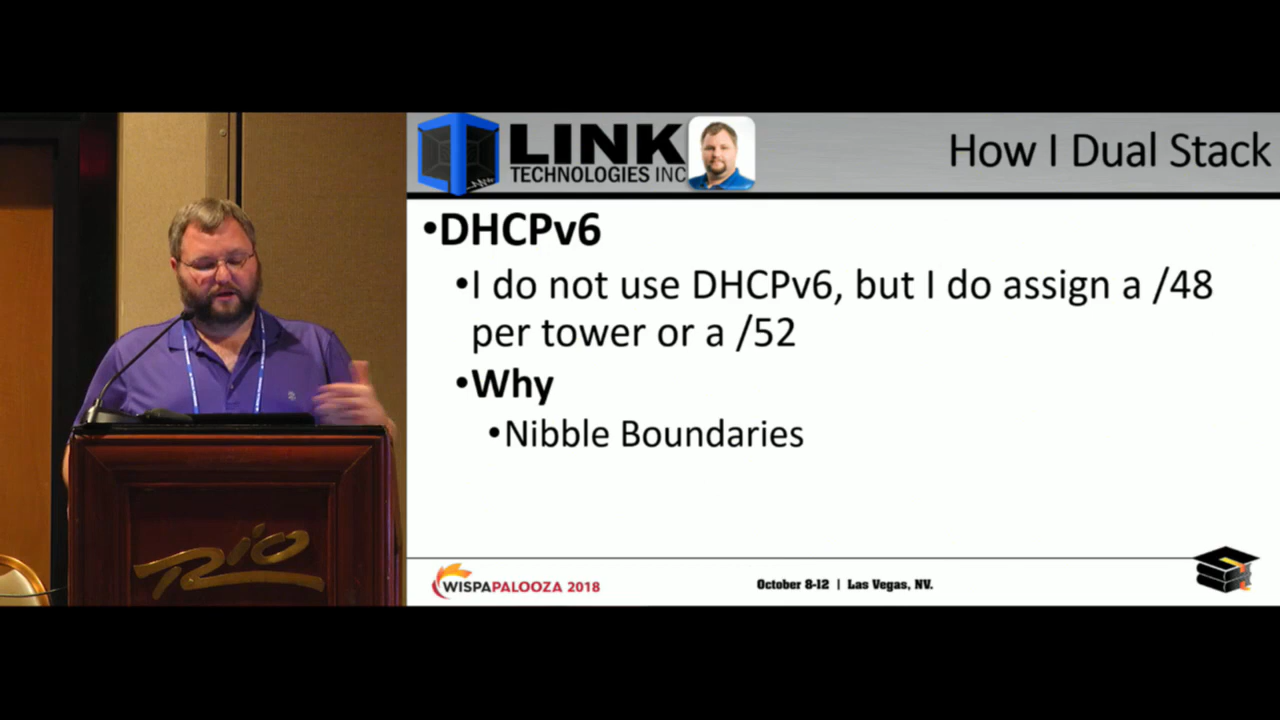 LINK
TECHNOLOGIES INC
How I Dual Stack
•DHCPv6
•I do not use DHCPv6, but I do assign a /48
per tower or a /52
•Why
•Nibble Boundaries
RIO
WISPAPALOOZA 2018
October 8-12 | Las Vegas, NV.